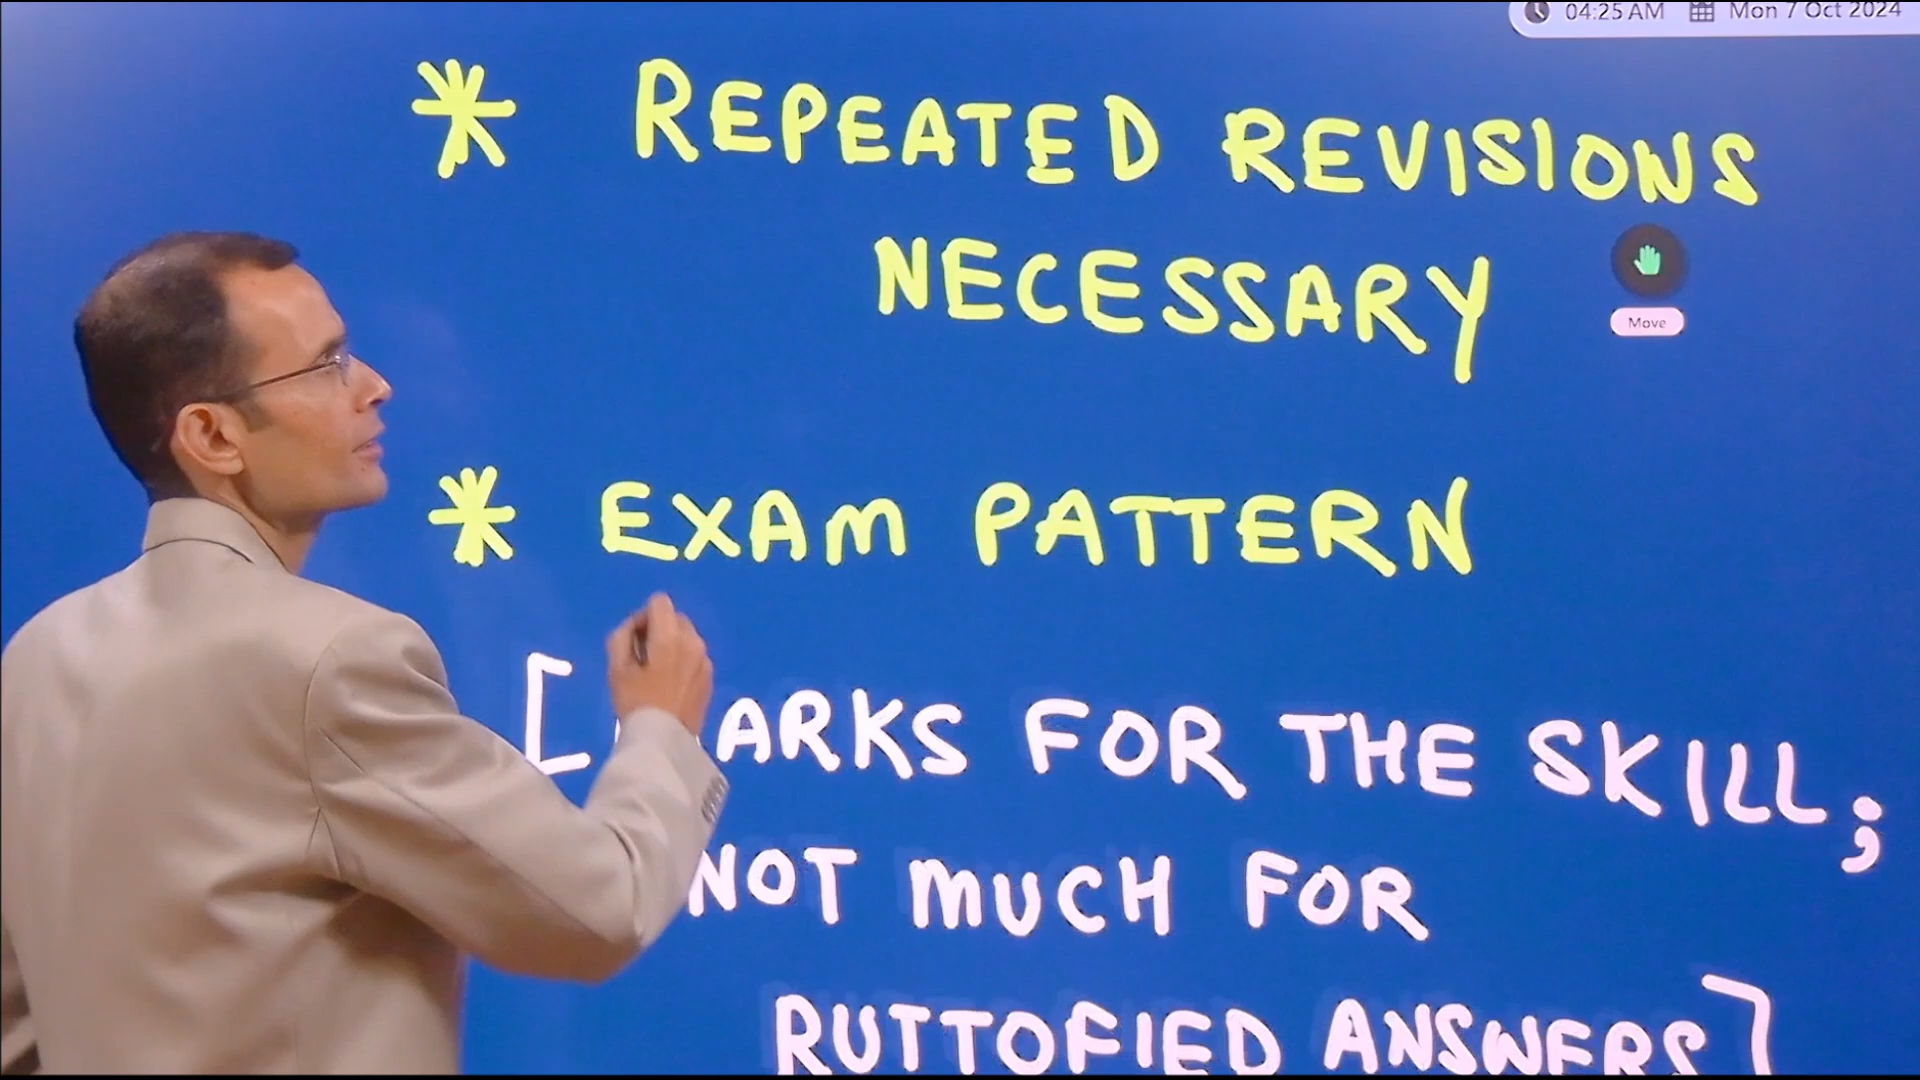 04:25 AM Mon 7 Oct 2024
* REPEATED REVISIONS
NECESSARY
Move
* EXAM PATTERN
[MARKS FOR THE SKILL;
NOT MUCH FOR
RUTTOFIED ANSWERS]